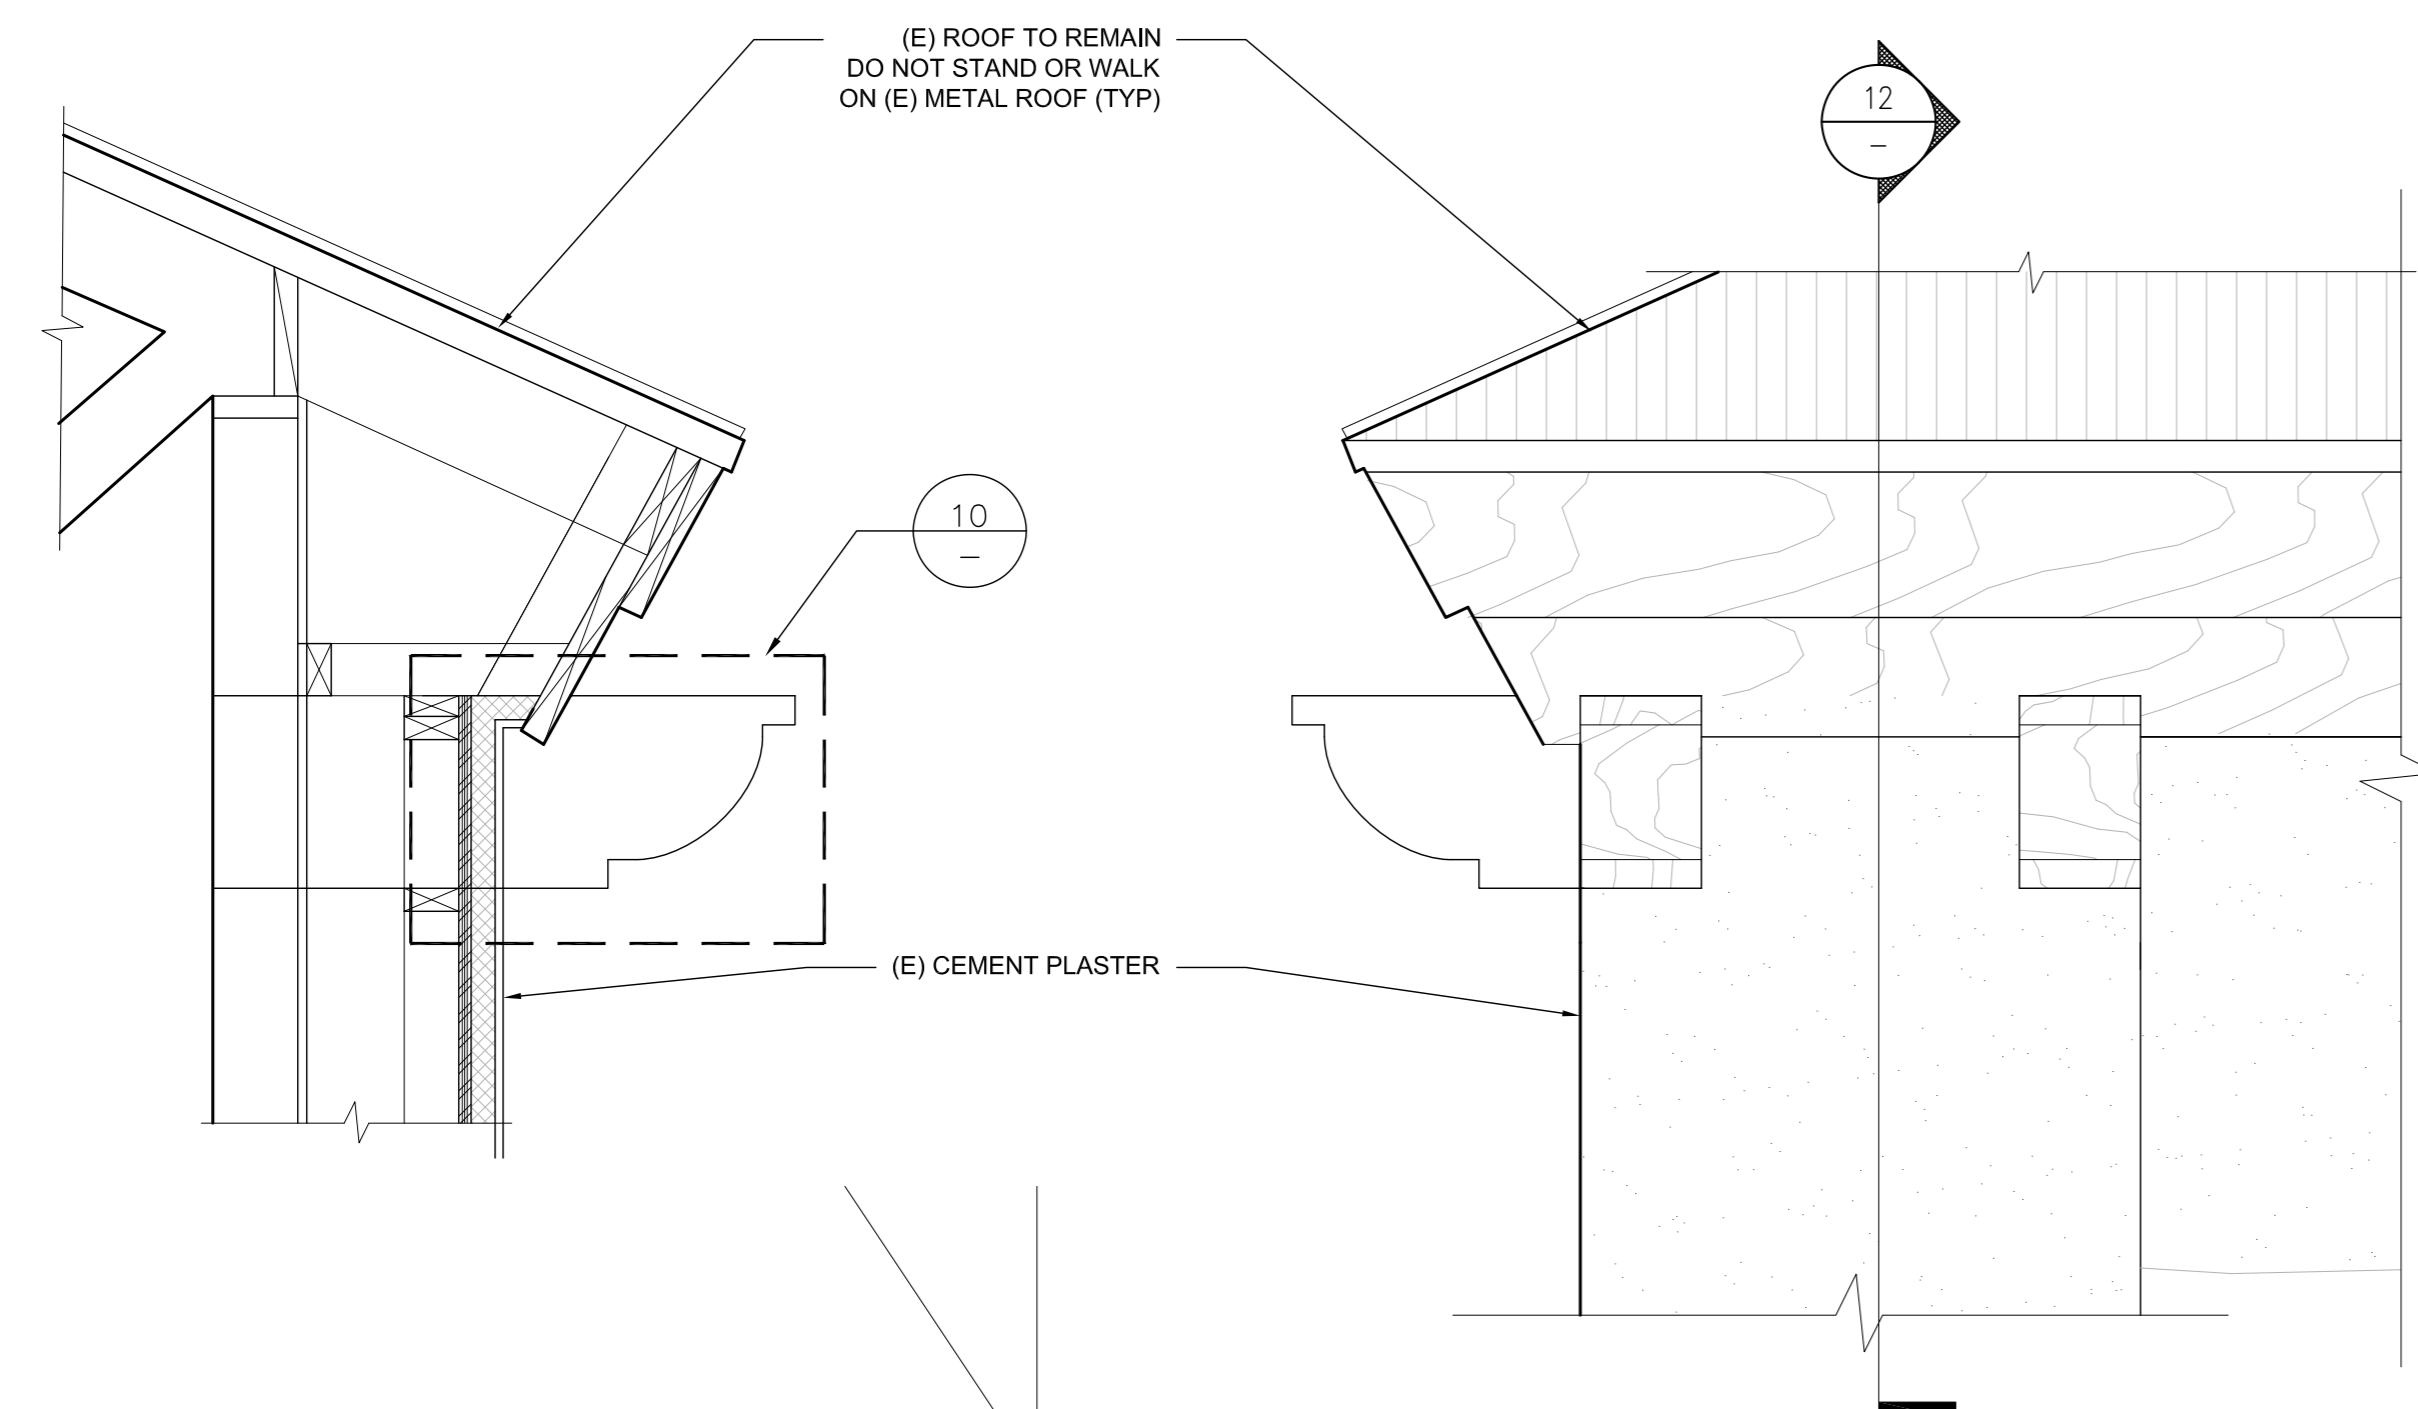 (E) ROOF TO REMAIN
DO NOT STAND OR WALK
ON (E) METAL ROOF (TYP)
12
–
10
–
(E) CEMENT PLASTER